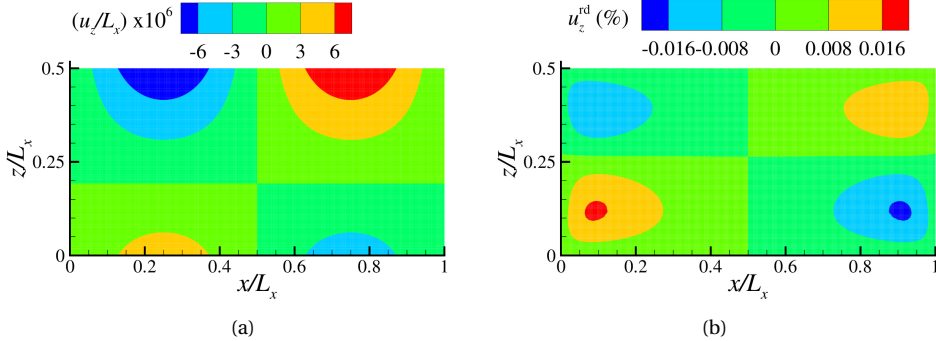 (u_z/L_x) x10^6
-6 -3 0 3 6
0.5
0.25
0
z/L_x
0 0.2 0.4 0.6 0.8 1
x/L_x
(a)
u_z^rd (%)
-0.016 -0.008 0 0.008 0.016
0.5
0.25
0
z/L_x
0 0.2 0.4 0.6 0.8 1
x/L_x
(b)